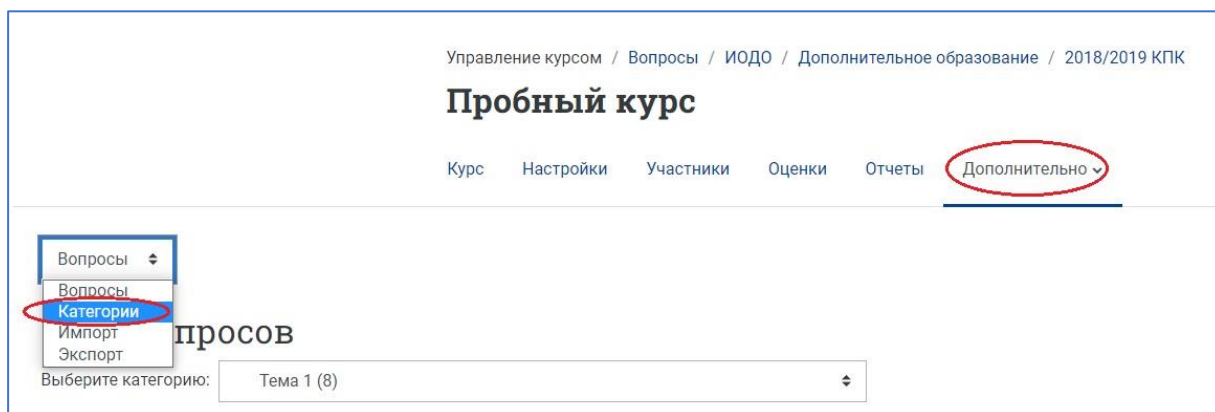 Управление курсом / Вопросы / ИОДО / Дополнительное образование / 2018/2019 КПК
Пробный курс
Курс Настройки Участники Оценки Отчеты Дополнительно
Вопросы
Вопросы
Категории
Импорт
просов
Экспорт
Выберите категорию: Тема 1 (8)